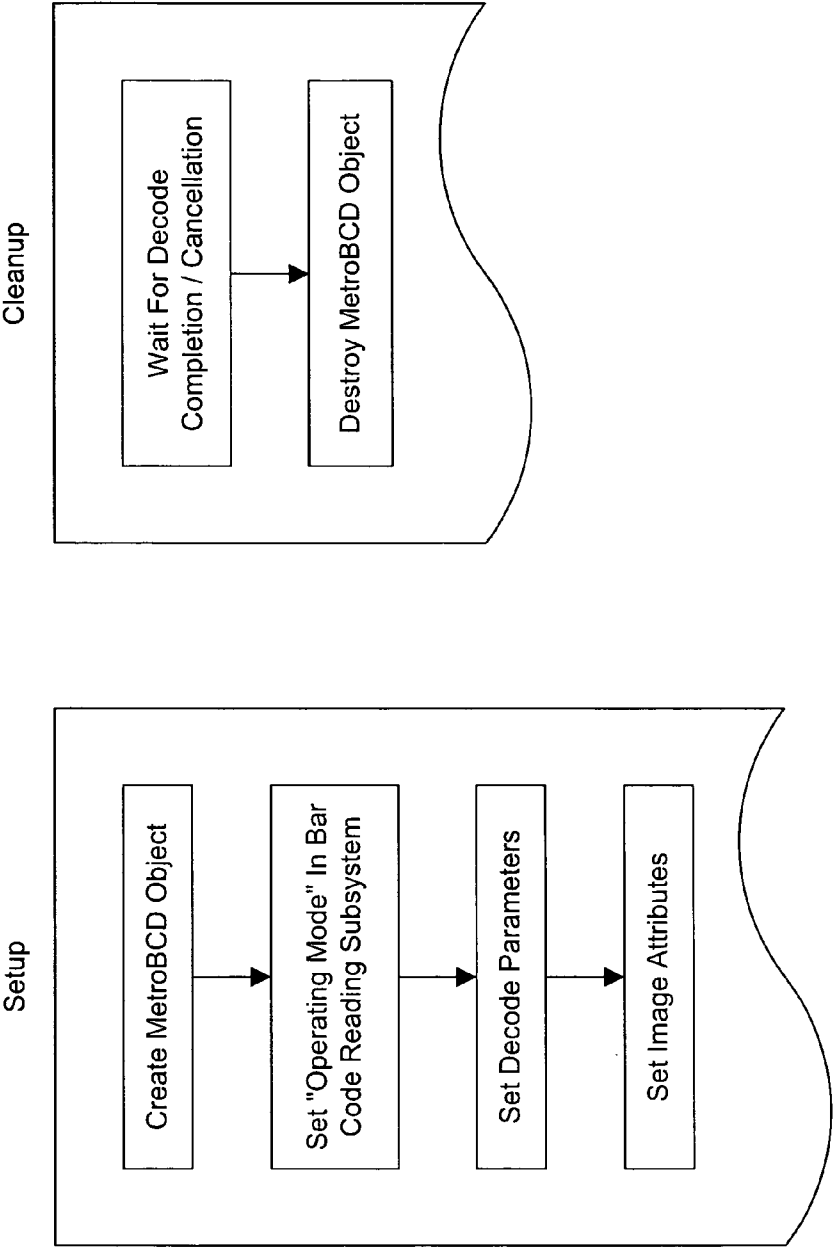 Setup
Create MetroBCD Object
Set "Operating Mode" In Bar
Code Reading Subsystem
Set Decode Parameters
Set Image Attributes
Cleanup
Wait For Decode
Completion / Cancellation
Destroy MetroBCD Object